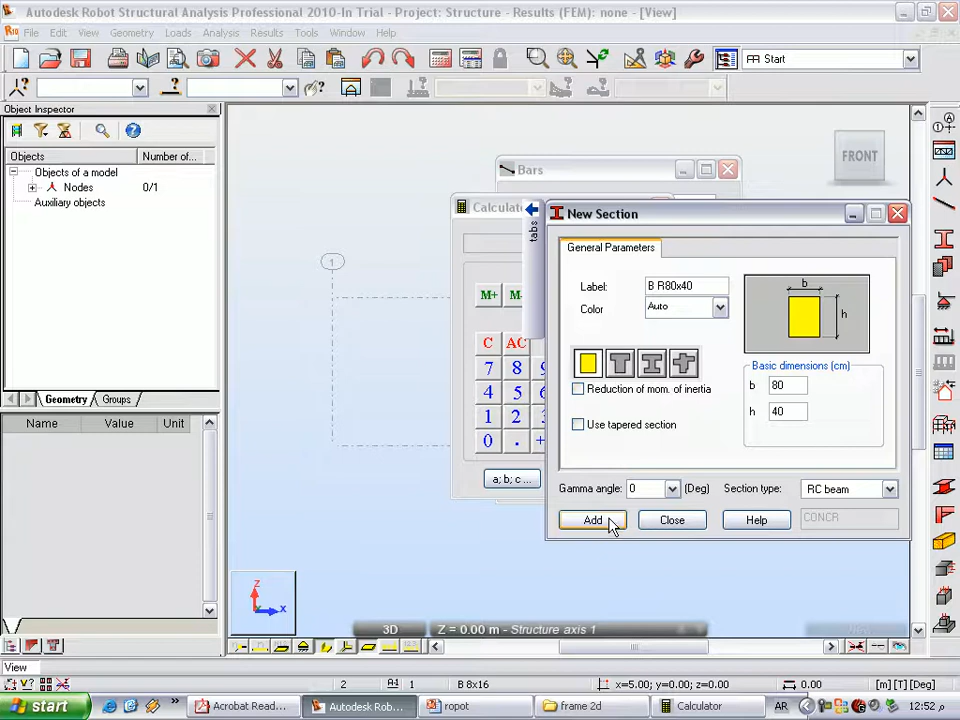 Autodesk Robot Structural Analysis Professional 2010-In Trial - Project: Structure - Results (FEM): none - [View]
File Edit View Geometry Loads Analysis Results Tools Window Help
Start
Object Inspector
Objects Number of...
Objects of a model
Nodes 0/1
Auxiliary objects
Geometry Groups
Name Value Unit
Bars
FRONT
1
Calculat
M+ M-
C AC
7 8 9
4 5 6
1 2 3
0 . +
a; b; c ...
tabs
New Section
General Parameters
Label: B R80x40
Color Auto
b
h
Basic dimensions (cm)
Reduction of mom. of inertia
b 80
h 40
Use tapered section
Gamma angle: 0 (Deg) Section type: RC beam
Add Close Help CONCR
Z
X
3D Z = 0.00 m - Structure axis 1
View
2 1 B 8x16 x=5.00; y=0.00; z=0.00 0.00 [m] [T] [Deg]
start Acrobat Read... Autodesk Rob... ropot frame 2d Calculator AR 12:52 م